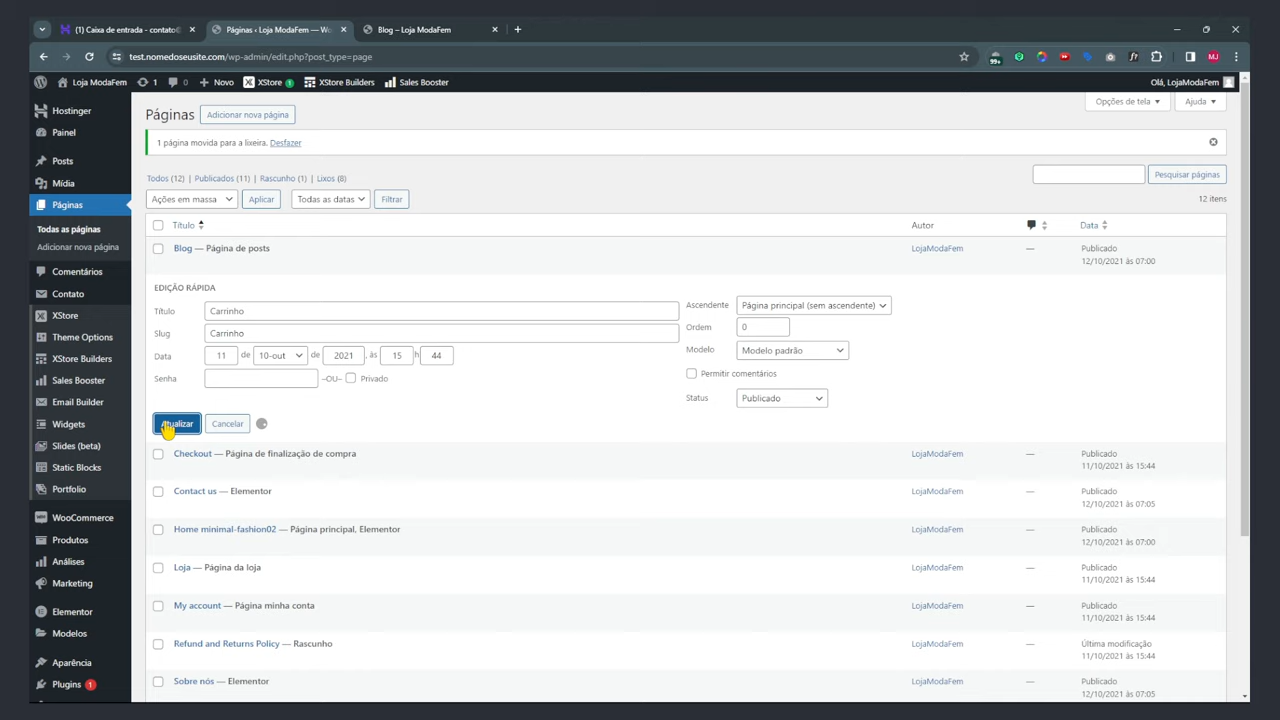 (1) Caixa de entrada - contato@
Páginas ‹ Loja ModaFem — Wo
Blog – Loja ModaFem
test.nomedoseusite.com/wp-admin/edit.php?post_type=page
99+
f?
MJ
Loja ModaFem
1
Novo
XStore 1
XStore Builders
Sales Booster
Olá, LojaModaFem
Hostinger
Painel
Posts
Mídia
Páginas
Todas as páginas
Adicionar nova página
Comentários
Contato
XStore
Theme Options
XStore Builders
Sales Booster
Email Builder
Widgets
Slides (beta)
Static Blocks
Portfolio
WooCommerce
Produtos
Análises
Marketing
Elementor
Modelos
Aparência
Plugins 1
Páginas
Adicionar nova página
Opções de tela
Ajuda
1 página movida para a lixeira. Desfazer
Todos (12) | Publicados (11) | Rascunho (1) | Lixos (8)
Pesquisar páginas
Ações em massa
Aplicar
Todas as datas
Filtrar
12 itens
Título
Autor
Data
Blog — Página de posts
LojaModaFem
—
Publicado
12/10/2021 às 07:00
EDIÇÃO RÁPIDA
Título
Carrinho
Slug
Carrinho
Data
11 de 10-out de 2021 , às 15 h 44
Senha
–OU–
Privado
Ascendente
Página principal (sem ascendente)
Ordem
0
Modelo
Modelo padrão
Permitir comentários
Status
Publicado
Atualizar
Cancelar
Checkout — Página de finalização de compra
LojaModaFem
—
Publicado
11/10/2021 às 15:44
Contact us — Elementor
LojaModaFem
—
Publicado
12/10/2021 às 07:05
Home minimal-fashion02 — Página principal, Elementor
LojaModaFem
—
Publicado
12/10/2021 às 07:00
Loja — Página da loja
LojaModaFem
—
Publicado
11/10/2021 às 15:44
My account — Página minha conta
LojaModaFem
—
Publicado
11/10/2021 às 15:44
Refund and Returns Policy — Rascunho
LojaModaFem
—
Última modificação
11/10/2021 às 15:44
Sobre nós — Elementor
LojaModaFem
—
Publicado
12/10/2021 às 07:05